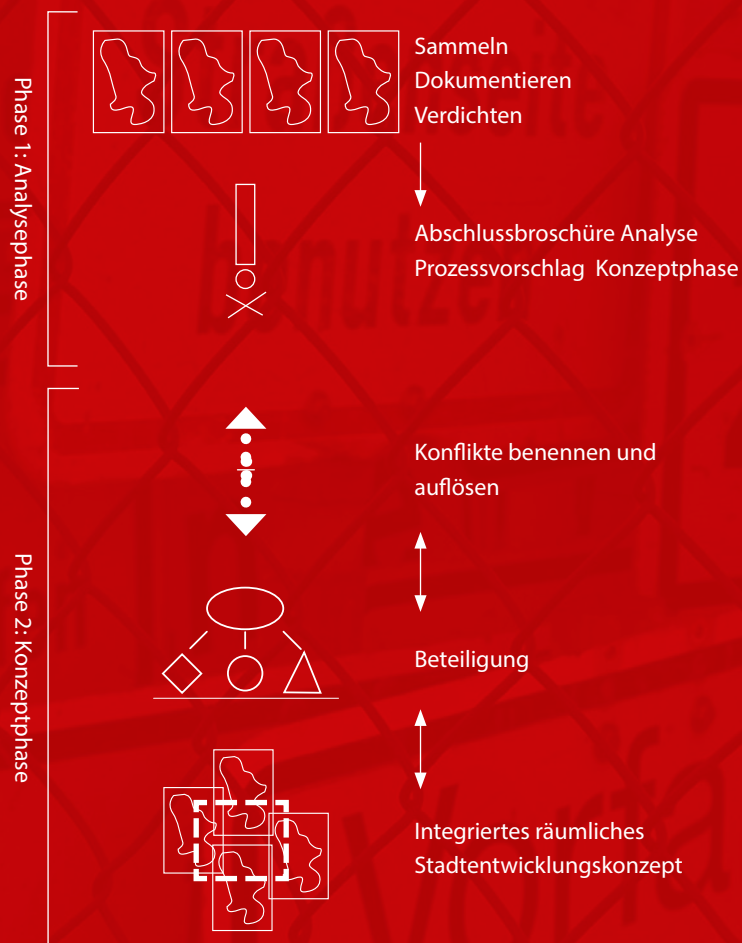 Phase 1: Analysephase
Sammeln
Dokumentieren
Verdichten
Abschlussbroschüre Analyse
Prozessvorschlag Konzeptphase
Phase 2: Konzeptphase
Konflikte benennen und
auflösen
Beteiligung
Integriertes räumliches
Stadtentwicklungskonzept
benutzen